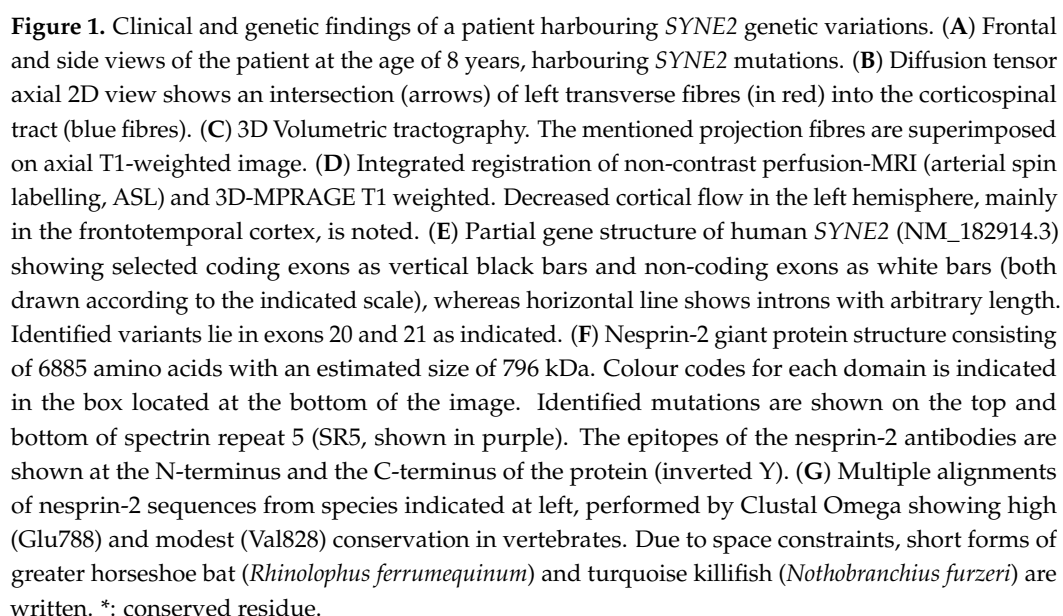 Figure 1. Clinical and genetic findings of a patient harbouring SYNE2 genetic variations. (A) Frontal
and side views of the patient at the age of 8 years, harbouring SYNE2 mutations. (B) Diffusion tensor
axial 2D view shows an intersection (arrows) of left transverse fibres (in red) into the corticospinal
tract (blue fibres). (C) 3D Volumetric tractography. The mentioned projection fibres are superimposed
on axial T1-weighted image. (D) Integrated registration of non-contrast perfusion-MRI (arterial spin
labelling, ASL) and 3D-MPRAGE T1 weighted. Decreased cortical flow in the left hemisphere, mainly
in the frontotemporal cortex, is noted. (E) Partial gene structure of human SYNE2 (NM_182914.3)
showing selected coding exons as vertical black bars and non-coding exons as white bars (both
drawn according to the indicated scale), whereas horizontal line shows introns with arbitrary length.
Identified variants lie in exons 20 and 21 as indicated. (F) Nesprin-2 giant protein structure consisting
of 6885 amino acids with an estimated size of 796 kDa. Colour codes for each domain is indicated
in the box located at the bottom of the image. Identified mutations are shown on the top and
bottom of spectrin repeat 5 (SR5, shown in purple). The epitopes of the nesprin-2 antibodies are
shown at the N-terminus and the C-terminus of the protein (inverted Y). (G) Multiple alignments
of nesprin-2 sequences from species indicated at left, performed by Clustal Omega showing high
(Glu788) and modest (Val828) conservation in vertebrates. Due to space constraints, short forms of
greater horseshoe bat (Rhinolophus ferrumequinum) and turquoise killifish (Nothobranchius furzeri) are
written. *: conserved residue.